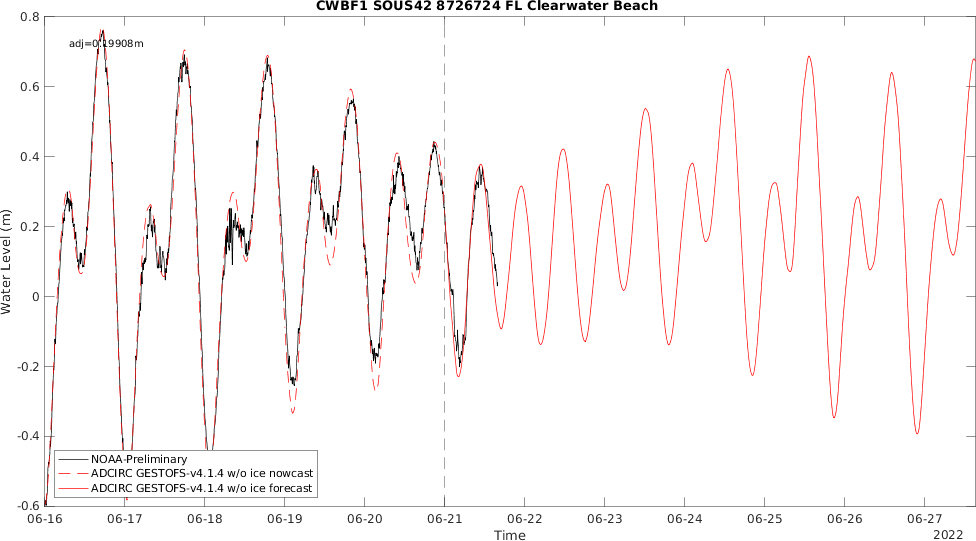 CWBF1 SOUS42 8726724 FL Clearwater Beach
adj=0.19908m
0.8
0.6
0.4
0.2
0
-0.2
-0.4
-0.6
Water Level (m)
NOAA-Preliminary
ADCIRC GESTOFS-v4.1.4 w/o ice nowcast
ADCIRC GESTOFS-v4.1.4 w/o ice forecast
06-16 06-17 06-18 06-19 06-20 06-21 06-22 06-23 06-24 06-25 06-26 06-27
Time
2022